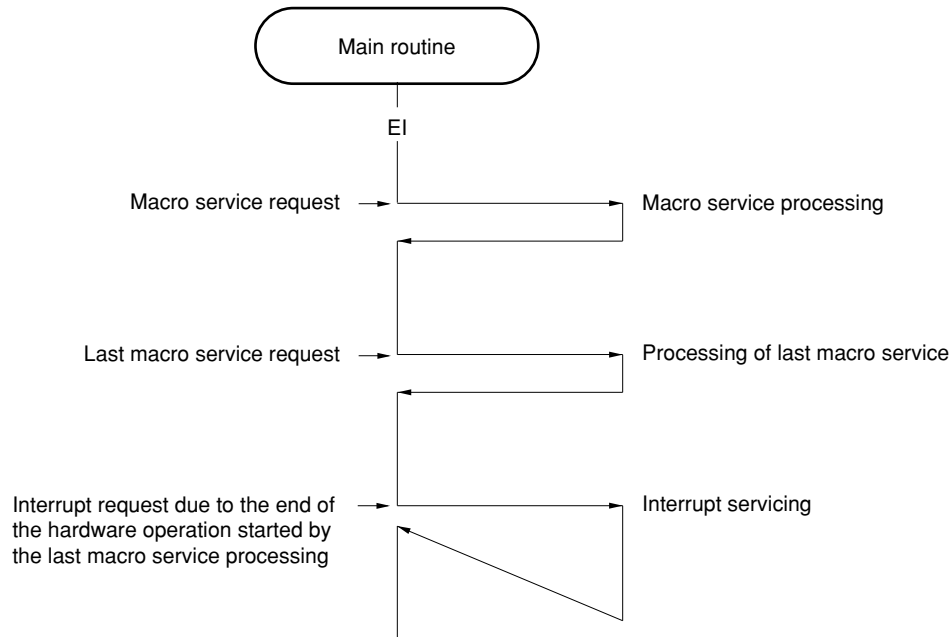 Main routine
EI
Macro service request
Macro service processing
Last macro service request
Processing of last macro service
Interrupt request due to the end of
the hardware operation started by
the last macro service processing
Interrupt servicing